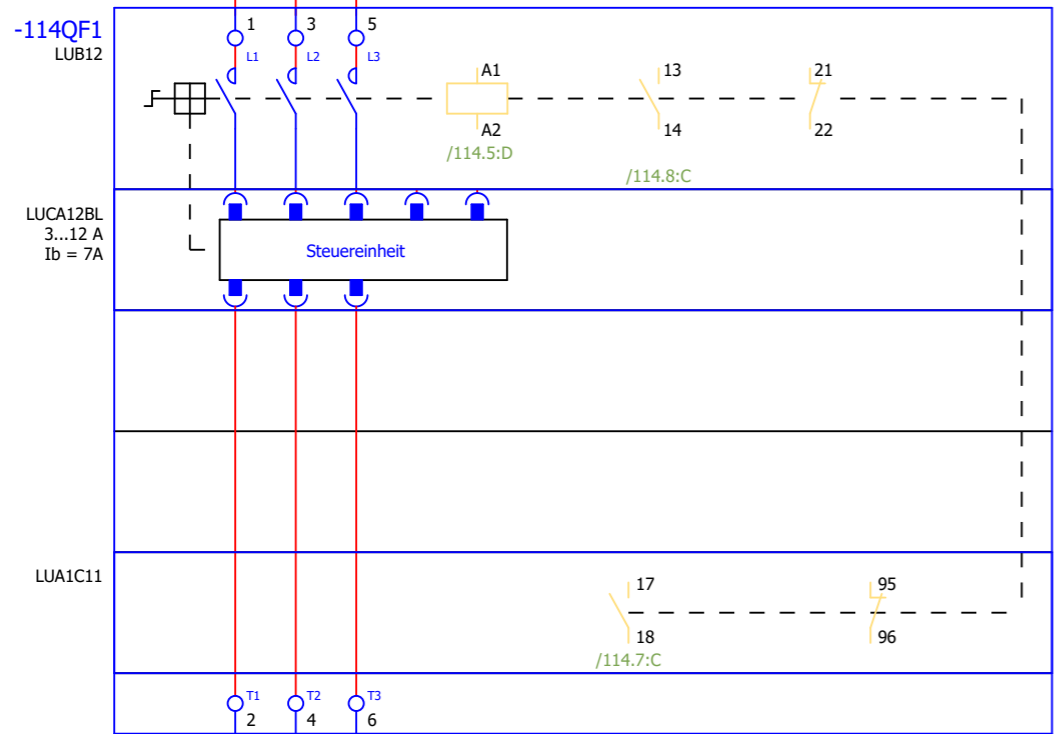 -114QF1
LUB12
1 3 5
L1 L2 L3
A1 13 21
A2 14 22
/114.5:D
/114.8:C
LUCA12BL
3...12 A
Ib = 7A
Steuereinheit
LUA1C11
17 95
18 96
/114.7:C
T1 T2 T3
2 4 6